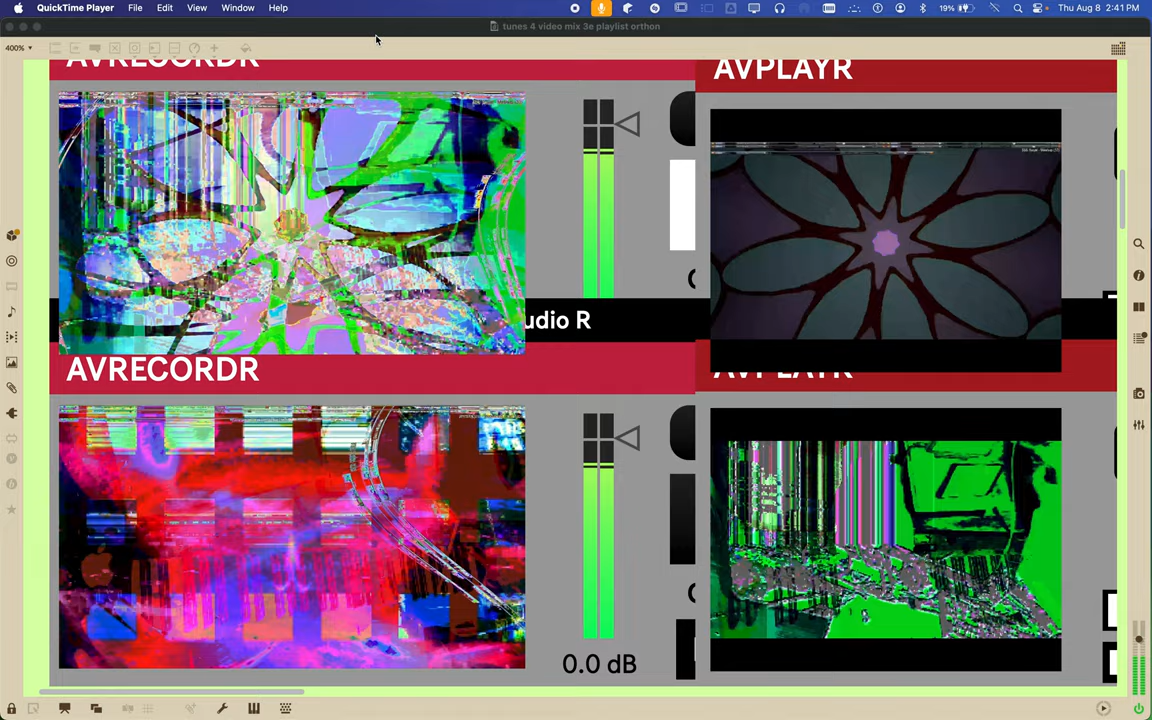 QuickTime Player File Edit View Window Help
19% Thu Aug 8 2:41 PM
tunes 4 video mix 3e playlist orthon
400%
AVRECORDR
AVPLAYR
udio R
AVRECORDR
AVPLAYR
0.0 dB